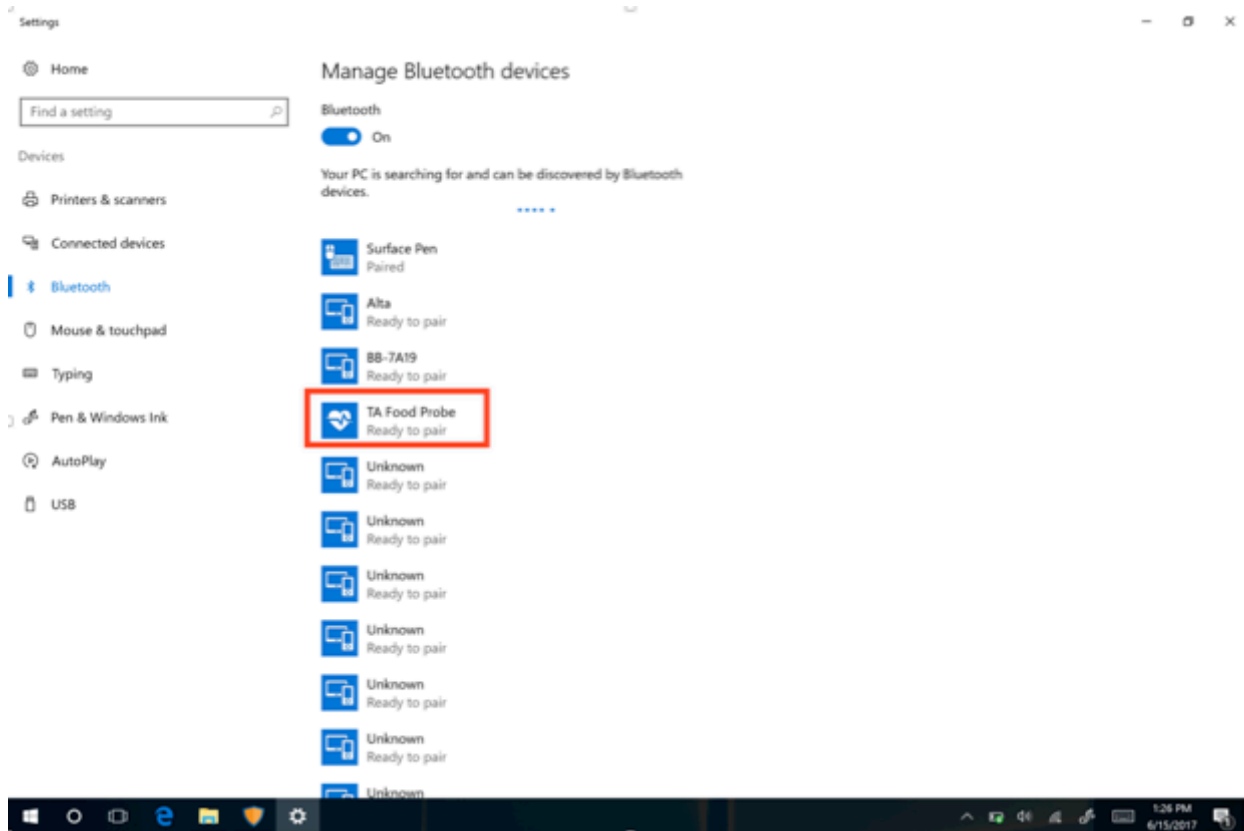 Settings
Home
Find a setting
Devices
Printers & scanners
Connected devices
Bluetooth
Mouse & touchpad
Typing
Pen & Windows Ink
AutoPlay
USB
Manage Bluetooth devices
Bluetooth
On
Your PC is searching for and can be discovered by Bluetooth
devices.
Surface Pen
Paired
Alta
Ready to pair
BB-7A19
Ready to pair
TA Food Probe
Ready to pair
Unknown
Ready to pair
Unknown
Ready to pair
Unknown
Ready to pair
Unknown
Ready to pair
Unknown
Ready to pair
Unknown
Ready to pair
Unknown
1:26 PM
6/15/2017